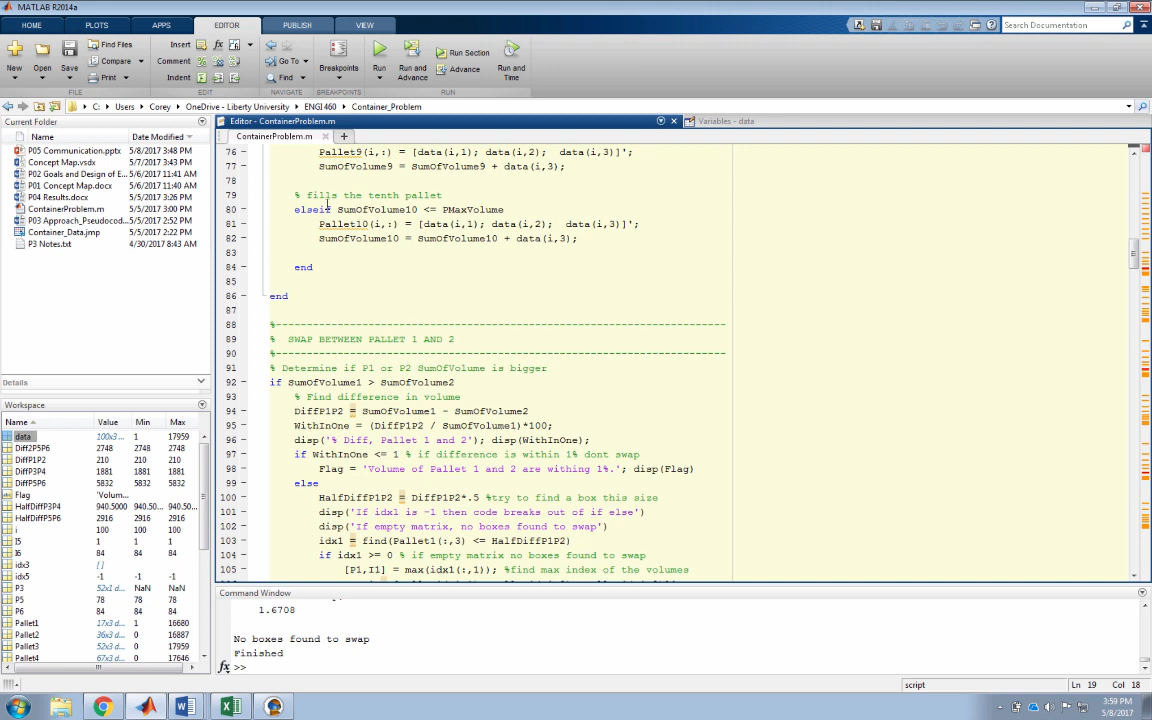 MATLAB R2014a
HOME PLOTS APPS EDITOR PUBLISH VIEW Search Documentation
New Open Save Find Files Compare Print Insert Comment Indent fx Go To Find Breakpoints Run Run and Advance Run Section Advance Run and Time
FILE EDIT NAVIGATE BREAKPOINTS RUN
C: Users Corey OneDrive - Liberty University ENGI460 Container_Problem
Current Folder
Name Date Modified
P05 Communication.pptx 5/8/2017 3:48 PM
Concept Map.vsdx 5/7/2017 3:43 PM
P02 Goals and Design of E... 5/6/2017 11:41 AM
P01 Concept Map.docx 5/6/2017 11:40 AM
P04 Results.docx 5/5/2017 3:26 PM
ContainerProblem.m 5/5/2017 3:00 PM
P03 Approach_Pseudocod...
Container_Data.jmp 5/5/2017 2:22 PM
P3 Notes.txt 4/30/2017 8:43 AM
Details
Workspace
Name Value Min Max
data 100x3 ... 1 17959
Diff2P5P6 2748 2748 2748
DiffP1P2 210 210 210
DiffP3P4 1881 1881 1881
DiffP5P6 5832 5832 5832
Flag 'Volum...
HalfDiffP3P4 940.5000 940.50... 940.50...
HalfDiffP5P6 2916 2916 2916
i 100 100 100
I5 1 1 1
I6 84 84 84
idx3 []
idx5 -1 -1 -1
P3 52x1 d... NaN NaN
P5 78 78 78
P6 84 84 84
Pallet1 17x3 d... 1 16680
Pallet2 36x3 d... 0 16887
Pallet3 52x3 d... 0 17478
Pallet4 67x3 d... 0 17646
Editor - ContainerProblem.m Variables - data
ContainerProblem.m
76 Pallet9(i,:) = [data(i,1); data(i,2); data(i,3)]';
77 SumOfVolume9 = SumOfVolume9 + data(i,3);
78
79 % fills the tenth pallet
80 elseif SumOfVolume10 <= PMaxVolume
81 Pallet10(i,:) = [data(i,1); data(i,2); data(i,3)]';
82 SumOfVolume10 = SumOfVolume10 + data(i,3);
83
84 end
85
86 end
87
88 %-------------------------------------------------------------------------
89 % SWAP BETWEEN PALLET 1 AND 2
90 %-------------------------------------------------------------------------
91 % Determine if P1 or P2 SumOfVolume is bigger
92 if SumOfVolume1 > SumOfVolume2
93 % Find difference in volume
94 DiffP1P2 = SumOfVolume1 - SumOfVolume2
95 WithInOne = (DiffP1P2 / SumOfVolume1)*100;
96 disp('% Diff, Pallet 1 and 2'); disp(WithInOne);
97 if WithInOne <= 1 % if difference is within 1% dont swap
98 Flag = 'Volume of Pallet 1 and 2 are withing 1%.'; disp(Flag)
99 else
100 HalfDiffP1P2 = DiffP1P2*.5 %try to find a box this size
101 disp('If idx1 is -1 then code breaks out of if else')
102 disp('If empty matrix, no boxes found to swap')
103 idx1 = find(Pallet1(:,3) <= HalfDiffP1P2)
104 if idx1 >= 0 % if empty matrix no boxes found to swap
105 [P1,I1] = max(idx1(:,1)); %find max index of the volumes
Command Window
1.6708
No boxes found to swap
Finished
fx >>
script Ln 19 Col 18
3:59 PM
5/8/2017